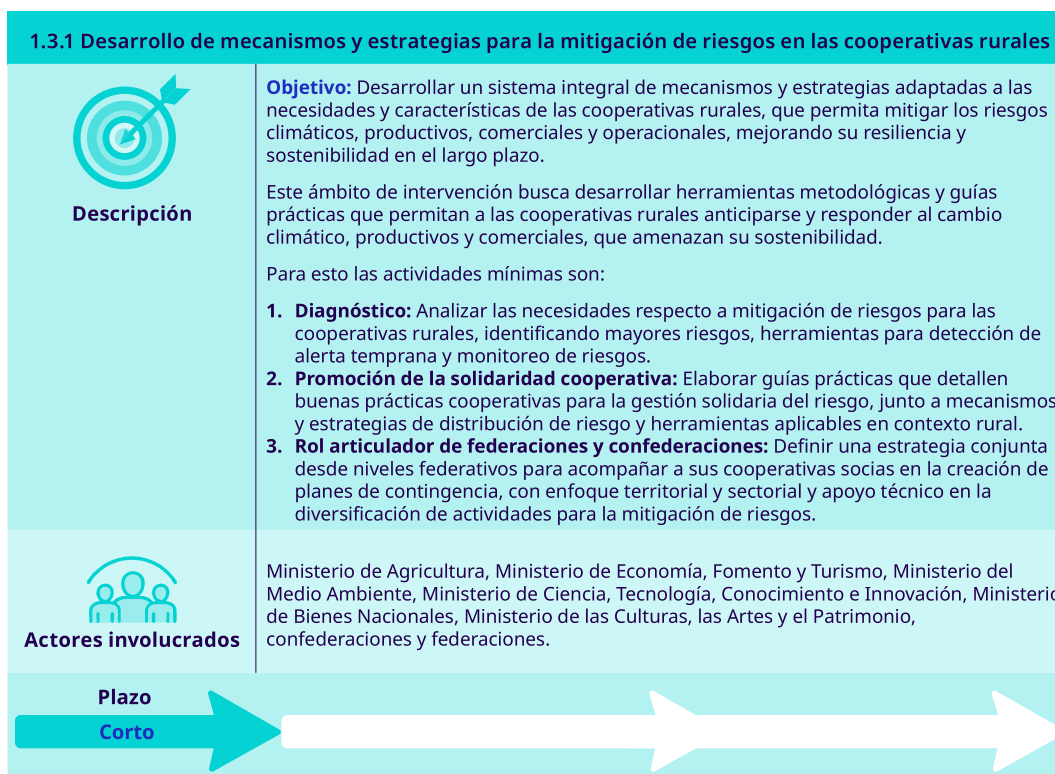 1.3.1 Desarrollo de mecanismos y estrategias para la mitigación de riesgos en las cooperativas rurales
Descripción
Objetivo: Desarrollar un sistema integral de mecanismos y estrategias adaptadas a las
necesidades y características de las cooperativas rurales, que permita mitigar los riesgos
climáticos, productivos, comerciales y operacionales, mejorando su resiliencia y
sostenibilidad en el largo plazo.
Este ámbito de intervención busca desarrollar herramientas metodológicas y guías
prácticas que permitan a las cooperativas rurales anticiparse y responder al cambio
climático, productivos y comerciales, que amenazan su sostenibilidad.
Para esto las actividades mínimas son:
1. Diagnóstico: Analizar las necesidades respecto a mitigación de riesgos para las
cooperativas rurales, identificando mayores riesgos, herramientas para detección de
alerta temprana y monitoreo de riesgos.
2. Promoción de la solidaridad cooperativa: Elaborar guías prácticas que detallen
buenas prácticas cooperativas para la gestión solidaria del riesgo, junto a mecanismos
y estrategias de distribución de riesgo y herramientas aplicables en contexto rural.
3. Rol articulador de federaciones y confederaciones: Definir una estrategia conjunta
desde niveles federativos para acompañar a sus cooperativas socias en la creación de
planes de contingencia, con enfoque territorial y sectorial y apoyo técnico en la
diversificación de actividades para la mitigación de riesgos.
Actores involucrados
Ministerio de Agricultura, Ministerio de Economía, Fomento y Turismo, Ministerio del
Medio Ambiente, Ministerio de Ciencia, Tecnología, Conocimiento e Innovación, Ministerio
de Bienes Nacionales, Ministerio de las Culturas, las Artes y el Patrimonio,
confederaciones y federaciones.
Plazo
Corto